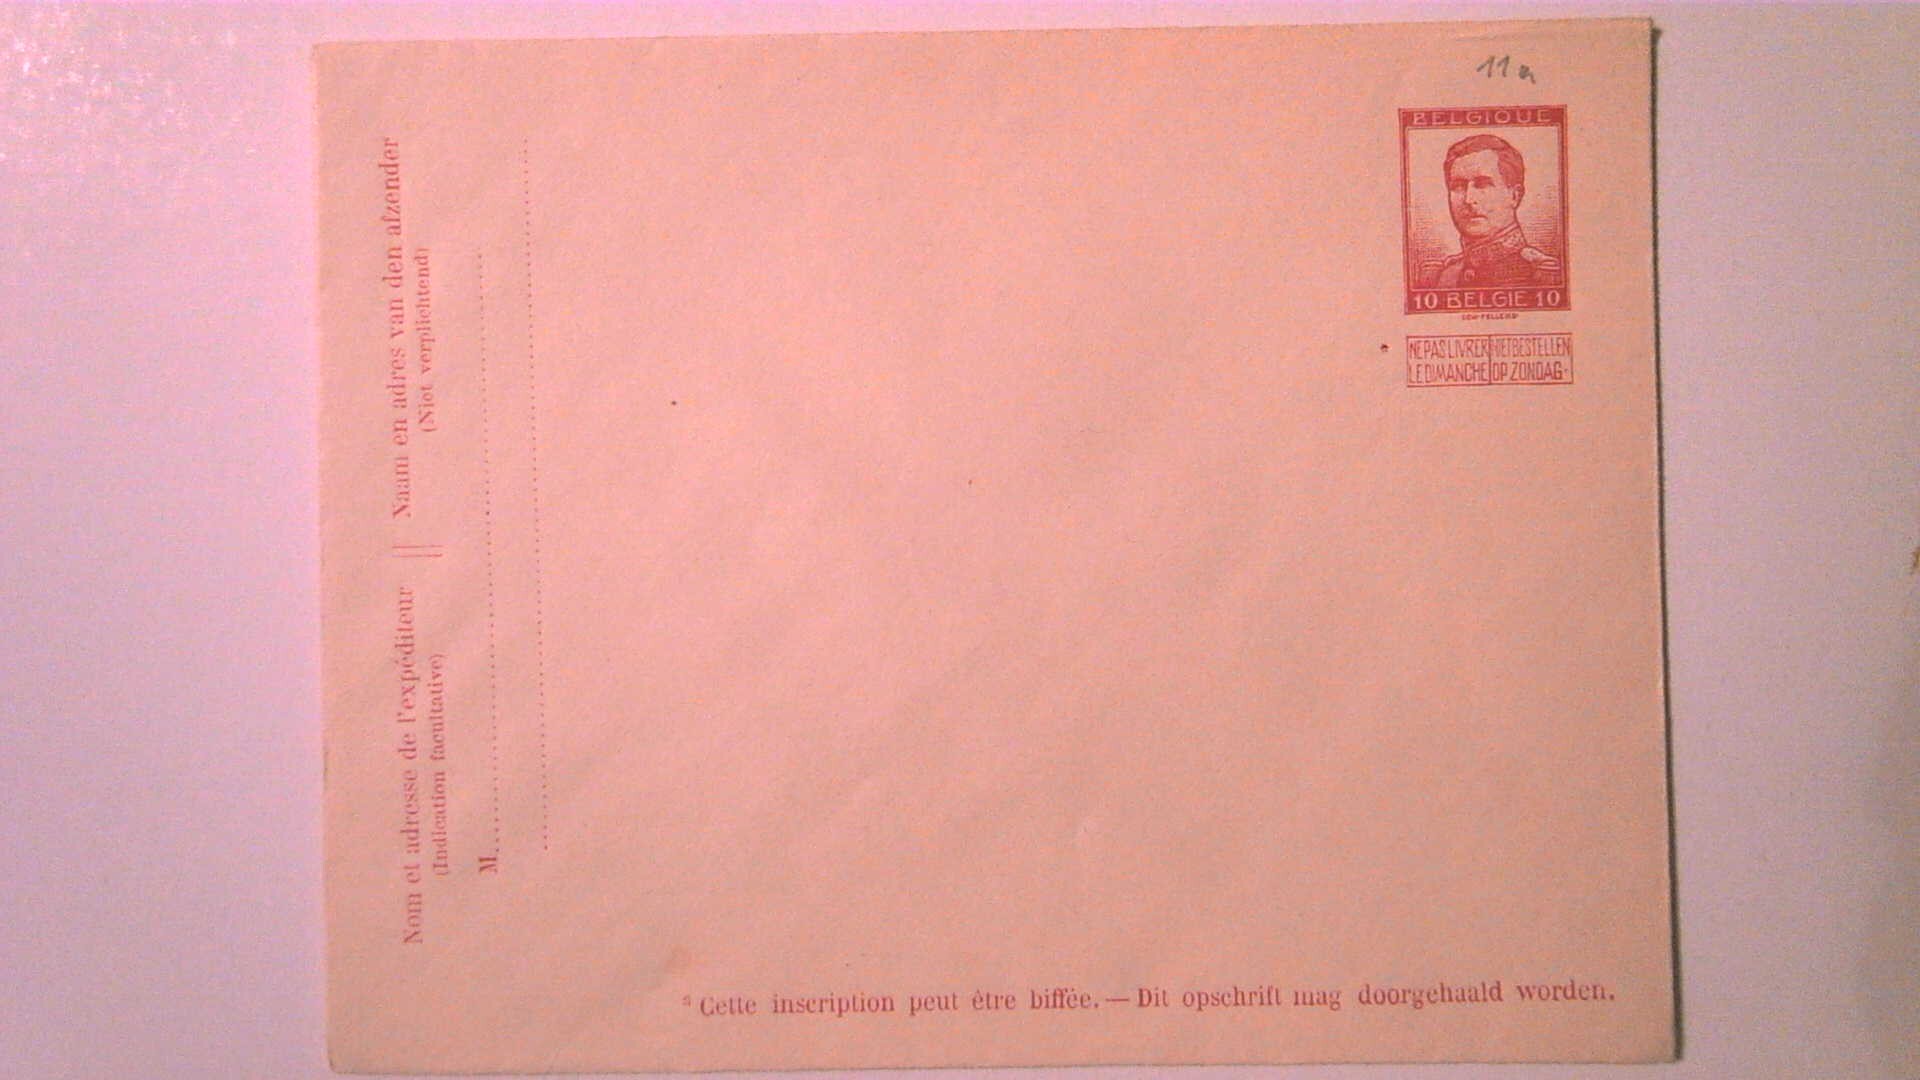 11a
BELGIQUE
10 BELGIE 10
NE PAS LIVRER NIET BESTELLEN
LE DIMANCHE OP ZONDAG
Nom et adresse de l'expéditeur || Naam en adres van den afzender
(Indication facultative) || (Niet verplichtend)
M
* Cette inscription peut être biffée. — Dit opschrift mag doorgehaald worden.